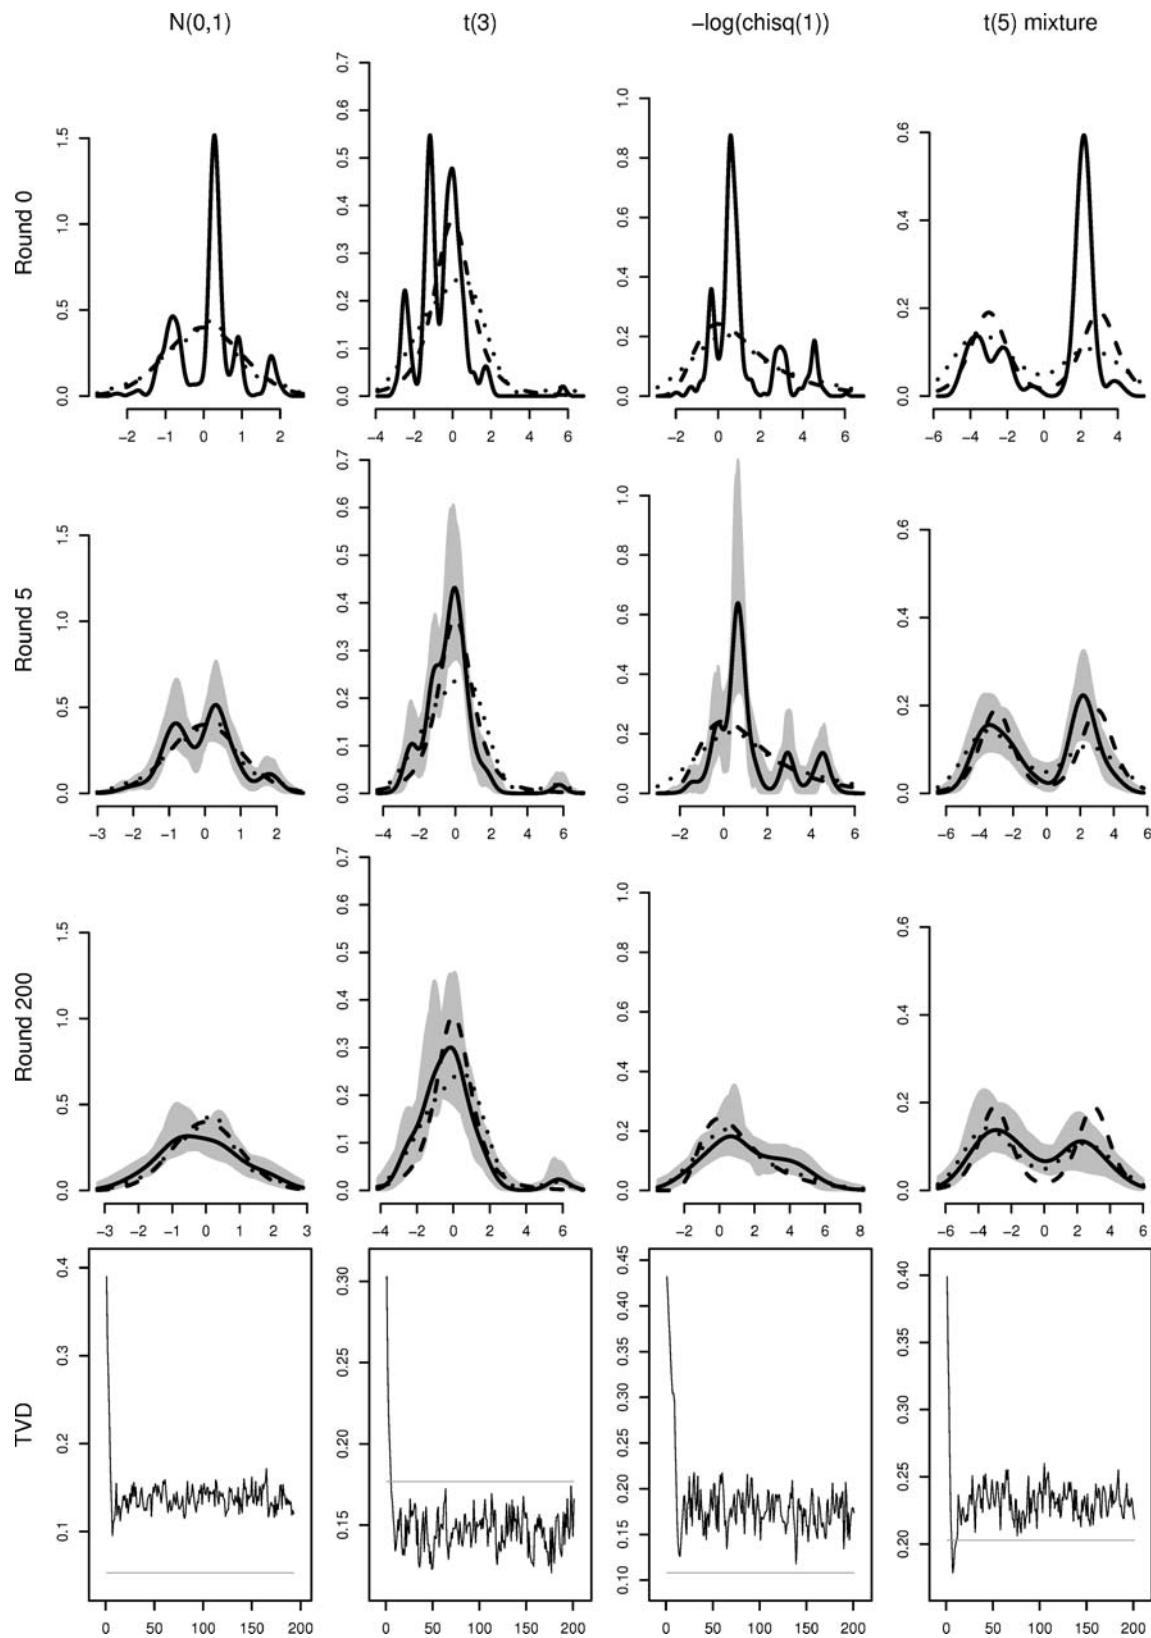 N(0,1) t(3) −log(chisq(1)) t(5) mixture
Round 0
0.0 0.5 1.0 1.5
−2 −1 0 1 2
0.0 0.1 0.2 0.3 0.4 0.5 0.6 0.7
−4 −2 0 2 4 6
0.0 0.2 0.4 0.6 0.8 1.0
−2 0 2 4 6
0.0 0.2 0.4 0.6
−6 −4 −2 0 2 4
Round 5
0.0 0.5 1.0 1.5
−3 −2 −1 0 1 2
0.0 0.1 0.2 0.3 0.4 0.5 0.6 0.7
−4 −2 0 2 4 6
0.0 0.2 0.4 0.6 0.8 1.0
−2 0 2 4 6
0.0 0.2 0.4 0.6
−6 −4 −2 0 2 4 6
Round 200
0.0 0.5 1.0 1.5
−3 −2 −1 0 1 2 3
0.0 0.1 0.2 0.3 0.4 0.5 0.6 0.7
−4 −2 0 2 4 6
0.0 0.2 0.4 0.6 0.8 1.0
−2 0 2 4 6 8
0.0 0.2 0.4 0.6
−6 −4 −2 0 2 4 6
TVD
0.1 0.2 0.3 0.4
0 50 100 150 200
0.15 0.20 0.25 0.30
0 50 100 150 200
0.10 0.15 0.20 0.25 0.30 0.35 0.40 0.45
0 50 100 150 200
0.20 0.25 0.30 0.35 0.40
0 50 100 150 200